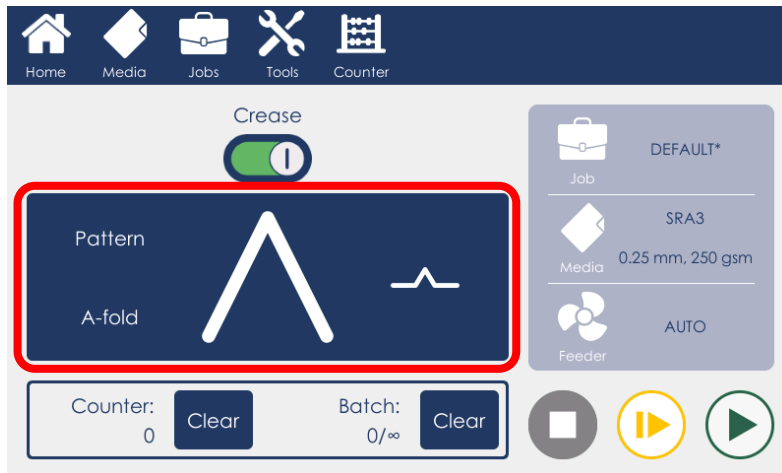 Home
Media
Jobs
Tools
Counter
Crease
Pattern
A-fold
Job
DEFAULT*
Media
SRA3
0.25 mm, 250 gsm
Feeder
AUTO
Counter:
0
Clear
Batch:
0/∞
Clear